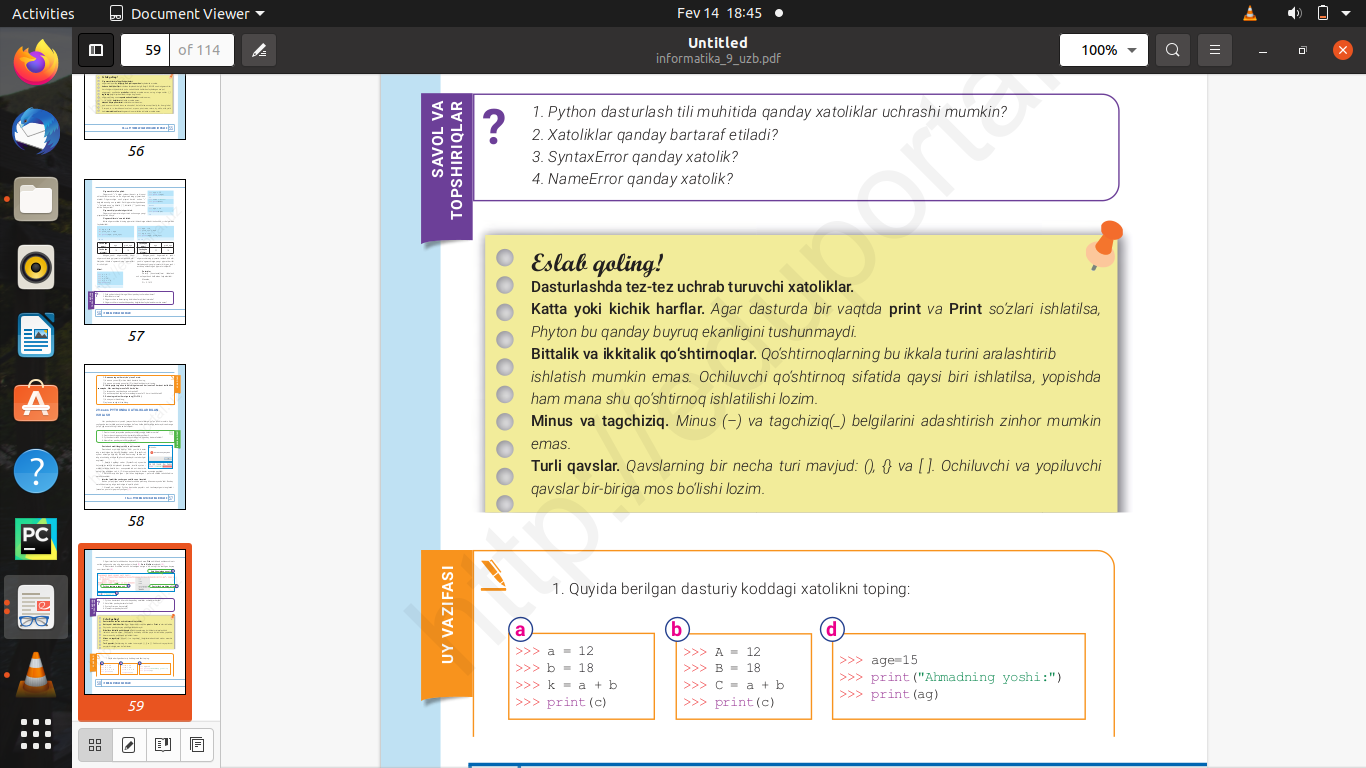 Activities
Document Viewer
Fev 14 18:45
59
of 114
Untitled
informatika_9_uzb.pdf
100%
56
57
58
59
SAVOL VA
TOPSHIRIQLAR
?
1. Python dasturlash tili muhitida qanday xatoliklar uchrashi mumkin?
2. Xatoliklar qanday bartaraf etiladi?
3. SyntaxError qanday xatolik?
4. NameError qanday xatolik?
Eslab qoling!
Dasturlashda tez-tez uchrab turuvchi xatoliklar.
Katta yoki kichik harflar. Agar dasturda bir vaqtda print va Print so‘zlari ishlatilsa,
Phyton bu qanday buyruq ekanligini tushunmaydi.
Bittalik va ikkitalik qo‘shtirnoqlar. Qo‘shtirnoqlarning bu ikkala turini aralashtirib
yuborish mumkin emas. Ochiluvchi qo‘shtirnoq sifatida qaysi biri ishlatilsa, yopishda
ham mana shu qo‘shtirnoq ishlatilishi lozim.
Minus va tagchiziq. Minus (–) va tagchiziq(_) belgilarini adashtirish zinhor mumkin
emas.
Turli qavslar. Qavslarning bir necha turi mavjud: (), {} va [ ]. Ochiluvchi va yopiluvchi
qavslar bir-biriga mos bo‘lishi lozim.
UY VAZIFASI
Quyida berilgan dastur koddagi xatolikni toping:
a
>>> a = 12
>>> b = 18
>>> k = a + b
>>> print(c)
b
>>> A = 12
>>> B = 18
>>> C = a + b
>>> print(c)
d
>>> age=15
>>> print("Ahmadning yoshi:")
>>> print(ag)